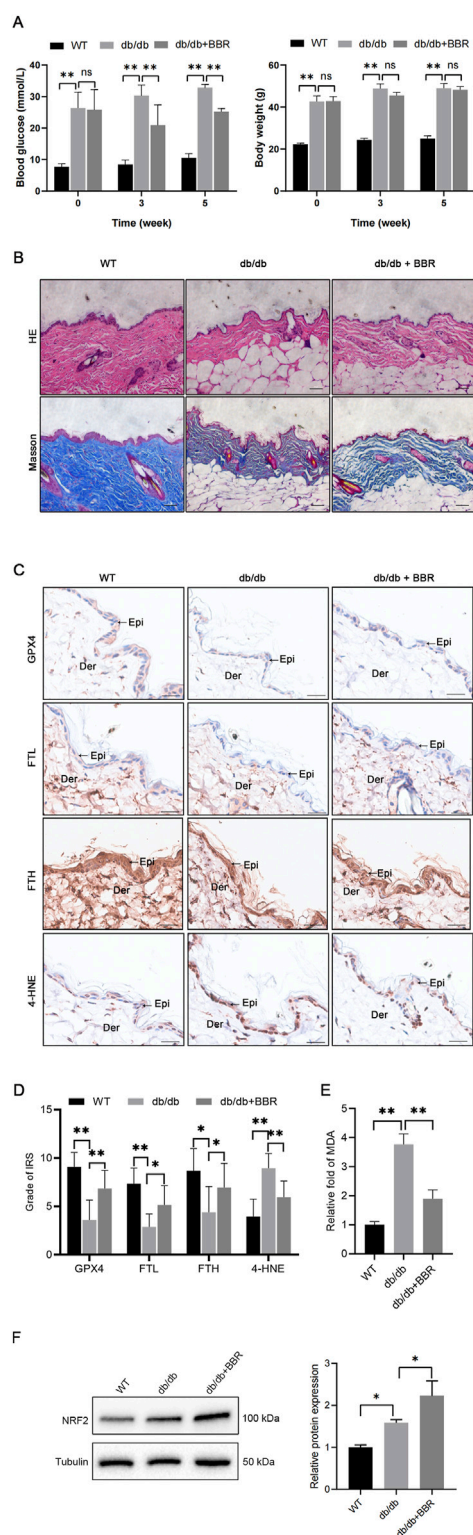 A
WT db/db db/db+BBR
WT db/db db/db+BBR
Blood glucose (mmol/L)
40
30
20
10
0
** ns ** ** ** **
0 3 5
Time (week)
Body weight (g)
60
40
20
0
** ns ** ns ** ns
0 3 5
Time (week)
B
WT db/db db/db + BBR
HE
Masson
C
WT db/db db/db + BBR
GPX4
Epi Der
Epi Der
Epi Der
FTL
Epi Der
Epi Der
Epi Der
FTH
Epi Der
Epi Der
Epi Der
4-HNE
Epi Der
Epi Der
Epi Der
D
WT db/db db/db+BBR
Grade of IRS
15
10
5
0
** ** ** * * * ** **
GPX4 FTL FTH 4-HNE
E
Relative fold of MDA
5
4
3
2
1
0
** **
WT
db/db
db/db+BBR
F
WT db/db db/db+BBR
NRF2 100 kDa
Tubulin 50 kDa
Relative protein expression
3
2
1
0
* *
WT
db/db
db/db+BBR